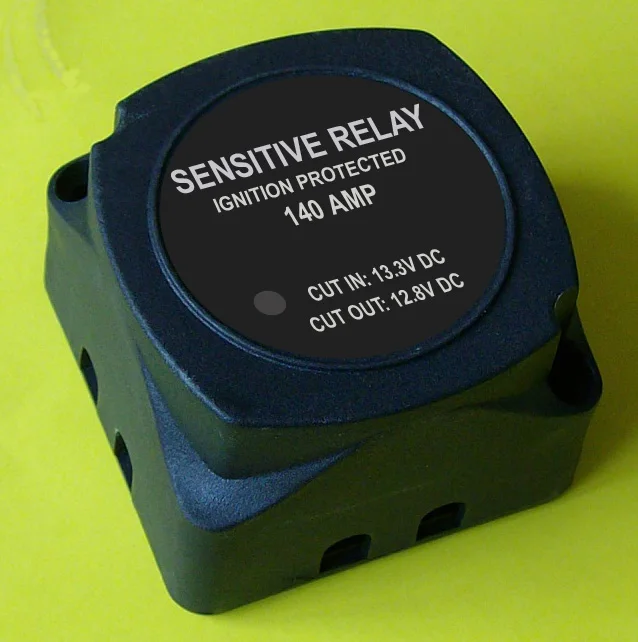 SENSITIVE RELAY
IGNITION PROTECTED
140 AMP
CUT IN: 13.3V DC
CUT OUT: 12.8V DC